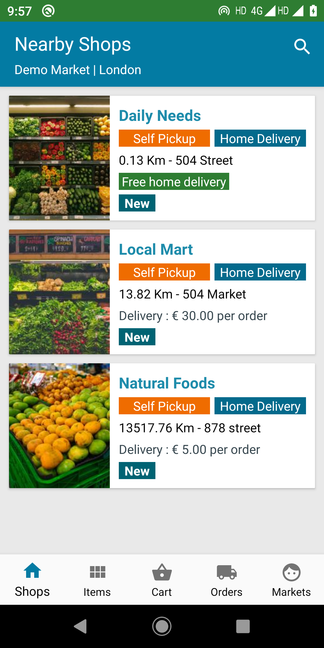 9:57 HD 4G HD
Nearby Shops
Demo Market | London
Daily Needs
Self Pickup Home Delivery
0.13 Km - 504 Street
Free home delivery
New
Local Mart
Self Pickup Home Delivery
13.82 Km - 504 Market
Delivery : € 30.00 per order
New
Natural Foods
Self Pickup Home Delivery
13517.76 Km - 878 street
Delivery : € 5.00 per order
New
Shops Items Cart Orders Markets